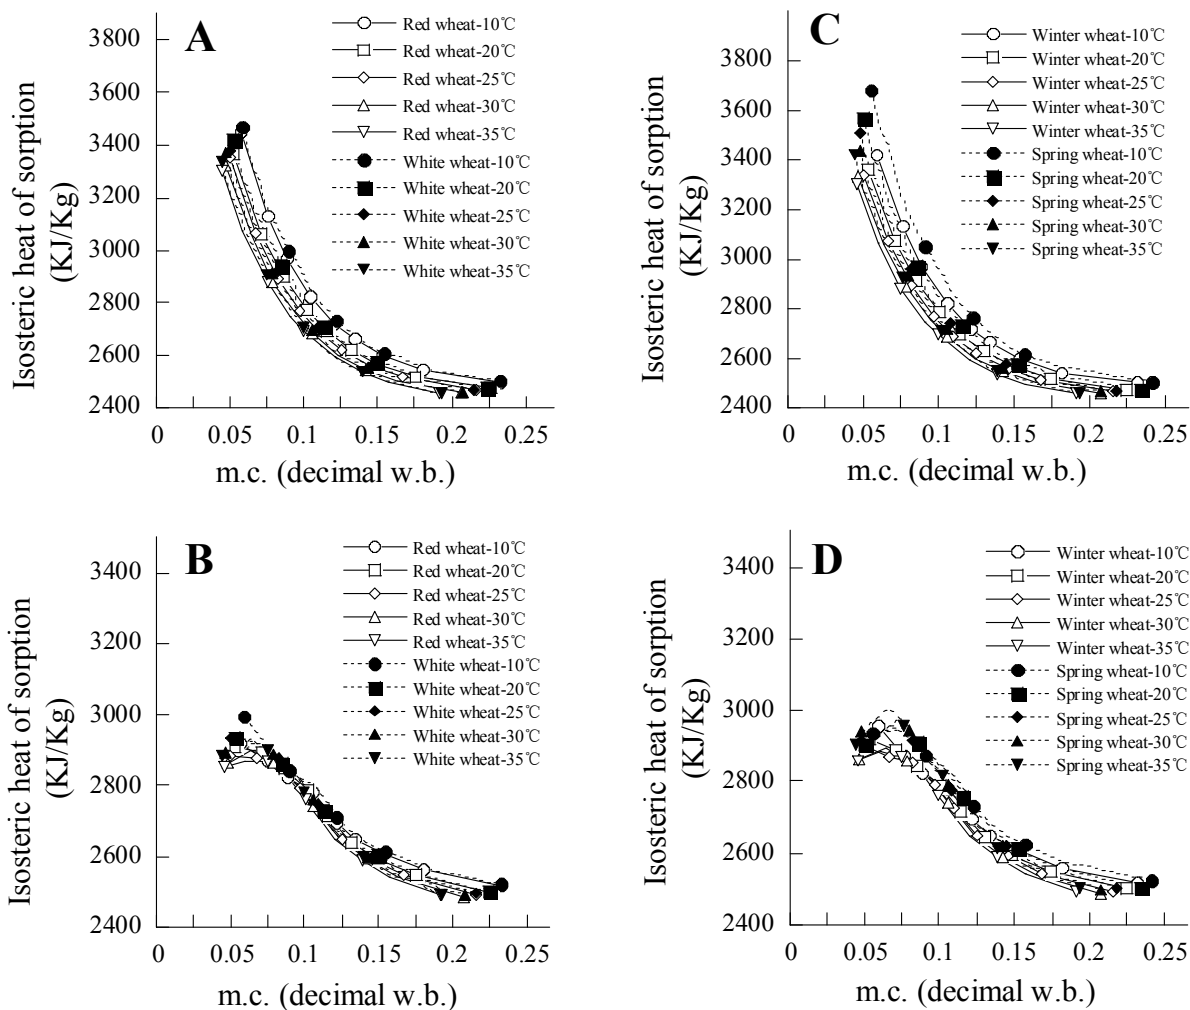 A
Isosteric heat of sorption
(KJ/Kg)
3800
3600
3400
3200
3000
2800
2600
2400
0 0.05 0.1 0.15 0.2 0.25
m.c. (decimal w.b.)
Red wheat-10℃
Red wheat-20℃
Red wheat-25℃
Red wheat-30℃
Red wheat-35℃
White wheat-10℃
White wheat-20℃
White wheat-25℃
White wheat-30℃
White wheat-35℃
C
Isosteric heat of sorption
(KJ/Kg)
3800
3600
3400
3200
3000
2800
2600
2400
0 0.05 0.1 0.15 0.2 0.25
m.c. (decimal w.b.)
Winter wheat-10℃
Winter wheat-20℃
Winter wheat-25℃
Winter wheat-30℃
Winter wheat-35℃
Spring wheat-10℃
Spring wheat-20℃
Spring wheat-25℃
Spring wheat-30℃
Spring wheat-35℃
B
Isosteric heat of sorption
(KJ/Kg)
3400
3200
3000
2800
2600
2400
0 0.05 0.1 0.15 0.2 0.25
m.c. (decimal w.b.)
Red wheat-10℃
Red wheat-20℃
Red wheat-25℃
Red wheat-30℃
Red wheat-35℃
White wheat-10℃
White wheat-20℃
White wheat-25℃
White wheat-30℃
White wheat-35℃
D
Isosteric heat of sorption
(KJ/Kg)
3400
3200
3000
2800
2600
2400
0 0.05 0.1 0.15 0.2 0.25
m.c. (decimal w.b.)
Winter wheat-10℃
Winter wheat-20℃
Winter wheat-25℃
Winter wheat-30℃
Winter wheat-35℃
Spring wheat-10℃
Spring wheat-20℃
Spring wheat-25℃
Spring wheat-30℃
Spring wheat-35℃